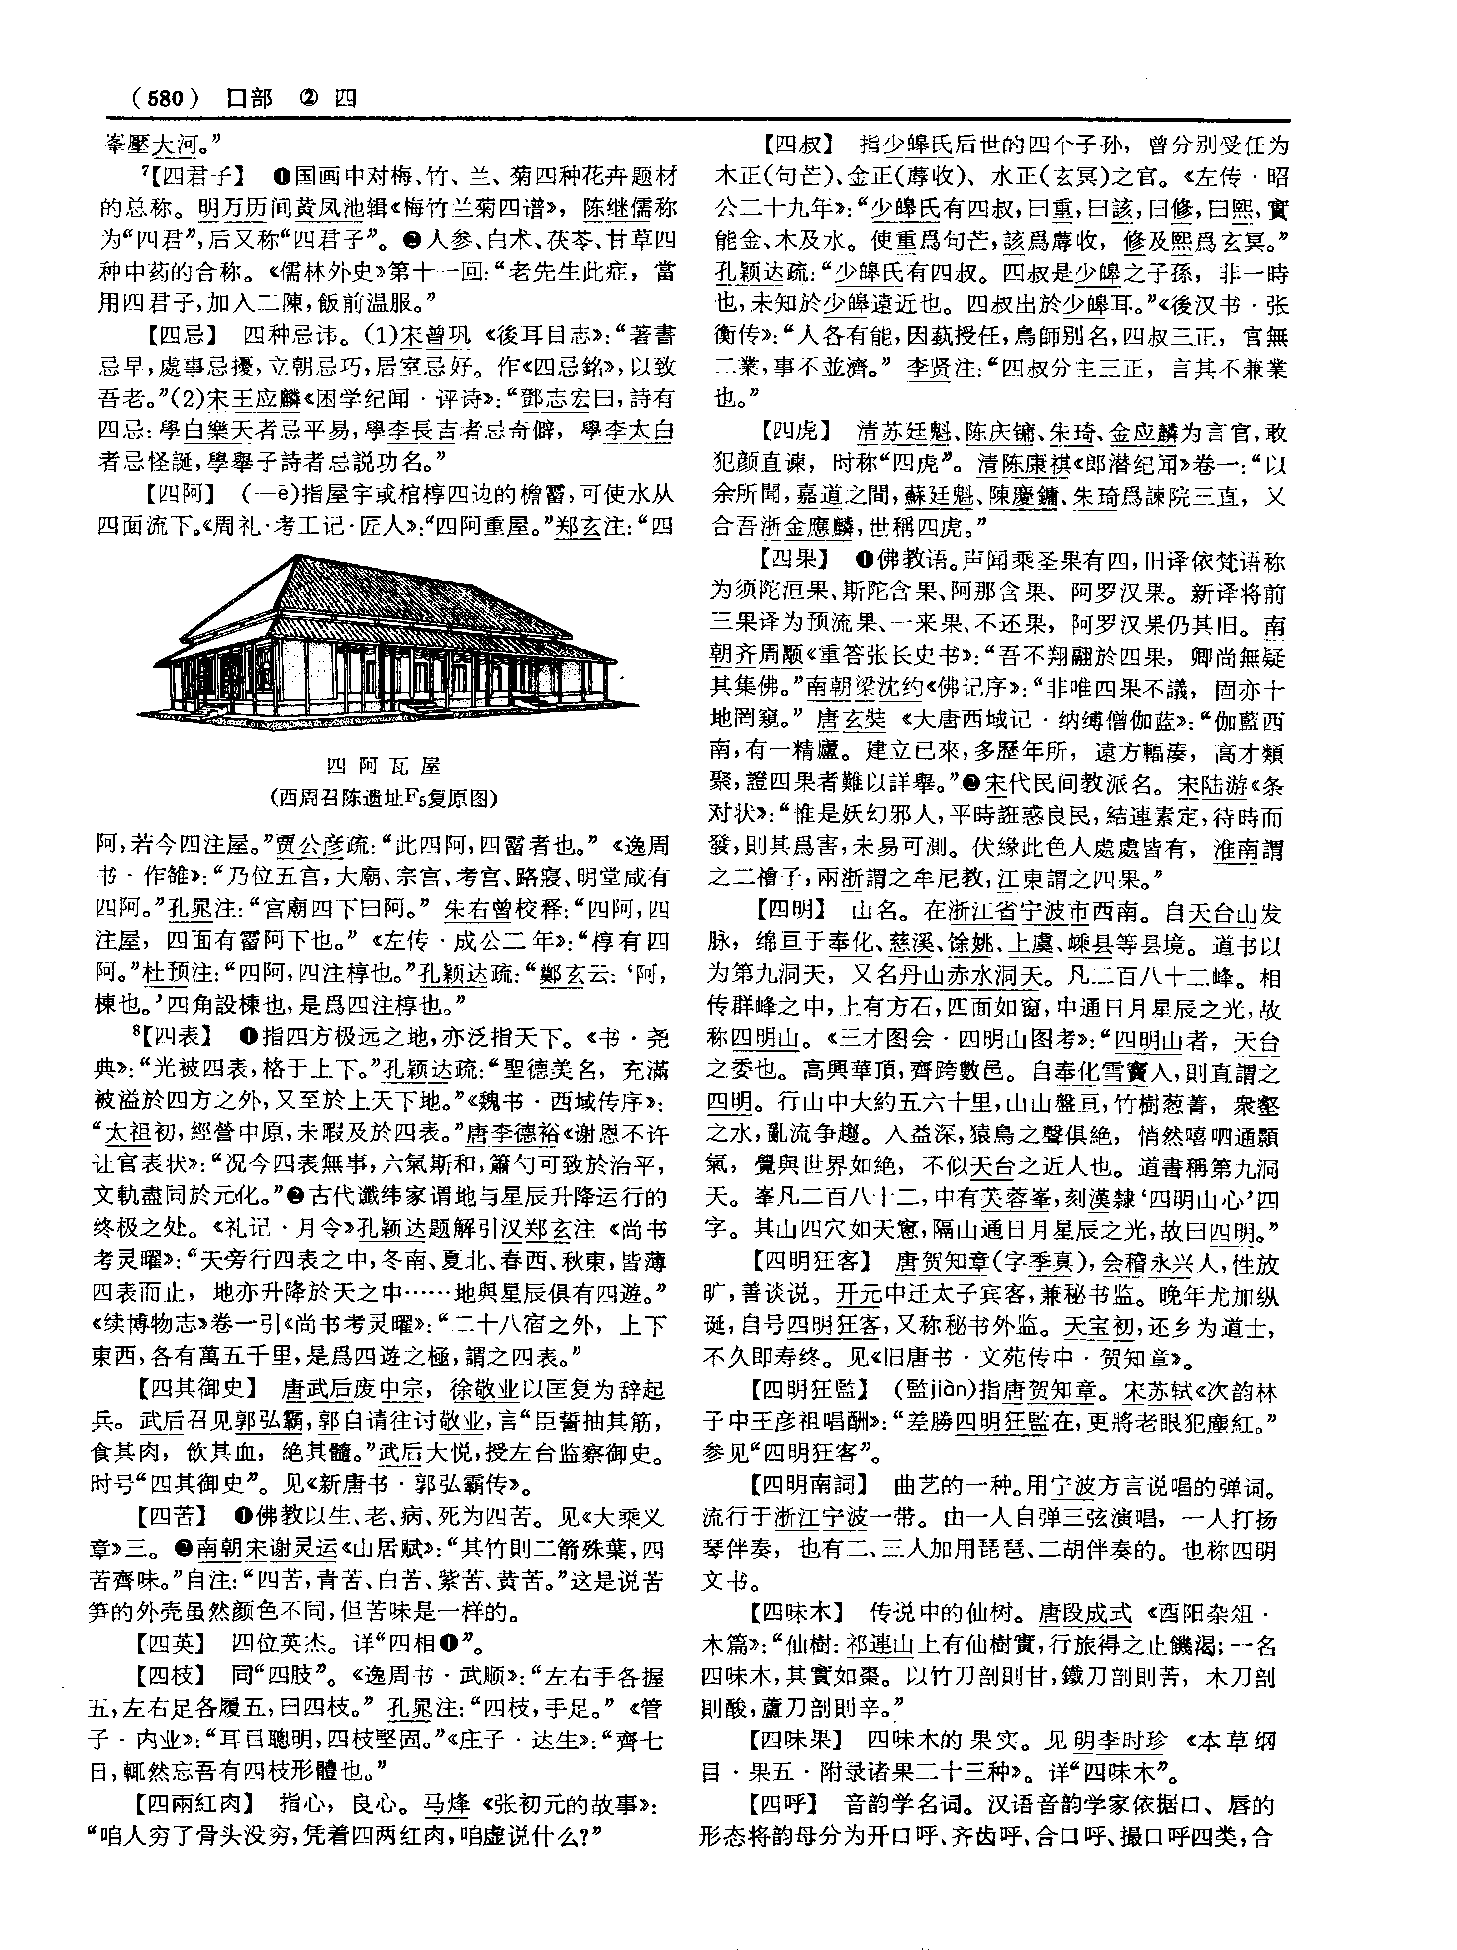 (580) 口部 ② 四
峯壓大河。”
⁷【四君子】 ❶国画中对梅、竹、兰、菊四种花卉题材
的总称。明万历间黄凤池辑《梅竹兰菊四谱》，陈继儒称
为“四君”，后又称“四君子”。❷人参、白术、茯苓、甘草四
种中药的合称。《儒林外史》第十一回：“老先生此症，當
用四君子，加入二陳，飯前温服。”
【四忌】 四种忌讳。(1)宋曾巩《後耳目志》：“著書
忌早，處事忌擾，立朝忌巧，居室忌好。作《四忌銘》，以致
吾老。”(2)宋王应麟《困学纪闻·评诗》：“鄧志宏曰，詩有
四忌：學白樂天者忌平易，學李長吉者忌奇僻，學李太白
者忌怪誕，學舉子詩者忌説功名。”
【四阿】 (—ē)指屋宇或棺椁四边的檐霤，可使水从
四面流下。《周礼·考工记·匠人》：“四阿重屋。”郑玄注：“四
四阿瓦屋
(西周召陈遗址F₅复原图)
阿，若今四注屋。”贾公彦疏：“此四阿，四霤者也。”《逸周
书·作雒》：“乃位五宫，大廟、宗宫、考宫、路寢、明堂咸有
四阿。”孔晁注：“宫廟四下曰阿。”朱右曾校释：“四阿，四
注屋，四面有霤阿下也。”《左传·成公二年》：“椁有四
阿。”杜预注：“四阿，四注椁也。”孔颖达疏：“鄭玄云：‘阿，
棟也。’四角設棟也，是爲四注椁也。”
⁸【四表】 ❶指四方极远之地，亦泛指天下。《书·尧
典》：“光被四表，格于上下。”孔颖达疏：“聖德美名，充滿
被溢於四方之外，又至於上天下地。”《魏书·西域传序》：
“太祖初，經營中原，未暇及於四表。”唐李德裕《谢恩不许
让官表状》：“况今四表無事，六氣斯和，簫勺可致於治平，
文軌盡同於元化。”❷古代谶纬家谓地与星辰升降运行的
终极之处。《礼记·月令》孔颖达题解引汉郑玄注《尚书
考灵曜》：“天旁行四表之中，冬南、夏北、春西、秋東，皆薄
四表而止，地亦升降於天之中……地與星辰俱有四遊。”
《续博物志》卷一引《尚书考灵曜》：“二十八宿之外，上下
東西，各有萬五千里，是爲四遊之極，謂之四表。”
【四其御史】 唐武后废中宗，徐敬业以匡复为辞起
兵。武后召见郭弘霸，郭自请往讨敬业，言“臣誓抽其筋，
食其肉，飲其血，絶其髓。”武后大悦，授左台监察御史。
时号“四其御史”。见《新唐书·郭弘霸传》。
【四苦】 ❶佛教以生、老、病、死为四苦。见《大乘义
章》三。❷南朝宋谢灵运《山居赋》：“其竹則二箭殊葉，四
苦齊味。”自注：“四苦，青苦、白苦、紫苦、黄苦。”这是说苦
笋的外壳虽然颜色不同，但苦味是一样的。
【四英】 四位英杰。详“四相❶”。
【四枝】 同“四肢”。《逸周书·武顺》：“左右手各握
五，左右足各履五，曰四枝。”孔晁注：“四枝，手足。”《管
子·内业》：“耳目聰明，四枝堅固。”《庄子·达生》：“齊七
日，輒然忘吾有四枝形體也。”
【四兩紅肉】 指心，良心。马烽《张初元的故事》：
“咱人穷了骨头没穷，凭着四两红肉，咱虚说什么？”
【四叔】 指少皞氏后世的四个子孙，曾分别受任为
木正(句芒)、金正(蓐收)、水正(玄冥)之官。《左传·昭
公二十九年》：“少皞氏有四叔，曰重，曰該，曰修，曰熙，實
能金、木及水。使重爲句芒，該爲蓐收，修及熙爲玄冥。”
孔颖达疏：“少皞氏有四叔。四叔是少皞之子孫，非一時
也，未知於少皞遠近也。四叔出於少皞耳。”《後汉书·张
衡传》：“人各有能，因蓺授任，鳥師别名，四叔三正，官無
二業，事不並濟。”李贤注：“四叔分主三正，言其不兼業
也。”
【四虎】 清苏廷魁、陈庆镛、朱琦、金应麟为言官，敢
犯颜直谏，时称“四虎”。清陈康祺《郎潜纪闻》卷一：“以
余所聞，嘉道之間，蘇廷魁、陳慶鏞、朱琦爲諫院三直，又
合吾浙金應麟，世稱四虎。”
【四果】 ❶佛教语。声闻乘圣果有四，旧译依梵语称
为须陀洹果、斯陀含果、阿那含果、阿罗汉果。新译将前
三果译为预流果、一来果、不还果，阿罗汉果仍其旧。南
朝齐周颙《重答张长史书》：“吾不翔翮於四果，卿尚無疑
其集佛。”南朝梁沈约《佛记序》：“非唯四果不議，固亦十
地罔窺。”唐玄奘《大唐西域记·纳缚僧伽蓝》：“伽藍西
南，有一精廬。建立已來，多歷年所，遠方輻湊，高才類
聚，證四果者難以詳舉。”❷宋代民间教派名。宋陆游《条
对状》：“惟是妖幻邪人，平時誑惑良民，結連素定，待時而
發，則其爲害，未易可測。伏緣此色人處處皆有，淮南謂
之二襘子，兩浙謂之牟尼教，江東謂之四果。”
【四明】 山名。在浙江省宁波市西南。自天台山发
脉，绵亘于奉化、慈溪、馀姚、上虞、嵊县等县境。道书以
为第九洞天，又名丹山赤水洞天。凡二百八十二峰。相
传群峰之中，上有方石，四面如窗，中通日月星辰之光，故
称四明山。《三才图会·四明山图考》：“四明山者，天台
之委也。高興華頂，齊跨數邑。自奉化雪竇入，則直謂之
四明。行山中大約五六十里，山山盤亘，竹樹葱蒨，衆壑
之水，亂流争趨。入益深，猿鳥之聲俱絶，悄然嘻呬通顥
氣，覺與世界如絶，不似天台之近人也。道書稱第九洞
天。峯凡二百八十二，中有芙蓉峯，刻漢隸‘四明山心’四
字。其山四穴如天窻，隔山通日月星辰之光，故曰四明。”
【四明狂客】 唐贺知章(字季真)，会稽永兴人，性放
旷，善谈说。开元中迁太子宾客，兼秘书监。晚年尤加纵
诞，自号四明狂客，又称秘书外监。天宝初，还乡为道士，
不久即寿终。见《旧唐书·文苑传中·贺知章》。
【四明狂監】 (監jiàn)指唐贺知章。宋苏轼《次韵林
子中王彦祖唱酬》：“差勝四明狂監在，更將老眼犯塵紅。”
参见“四明狂客”。
【四明南詞】 曲艺的一种。用宁波方言说唱的弹词。
流行于浙江宁波一带。由一人自弹三弦演唱，一人打扬
琴伴奏，也有二、三人加用琵琶、二胡伴奏的。也称四明
文书。
【四味木】 传说中的仙树。唐段成式《酉阳杂俎·
木篇》：“仙樹：祁連山上有仙樹實，行旅得之止饑渴；一名
四味木，其實如棗。以竹刀剖則甘，鐵刀剖則苦，木刀剖
則酸，蘆刀剖則辛。”
【四味果】 四味木的果实。见明李时珍《本草纲
目·果五·附录诸果二十三种》。详“四味木”。
【四呼】 音韵学名词。汉语音韵学家依据口、唇的
形态将韵母分为开口呼、齐齿呼、合口呼、撮口呼四类，合